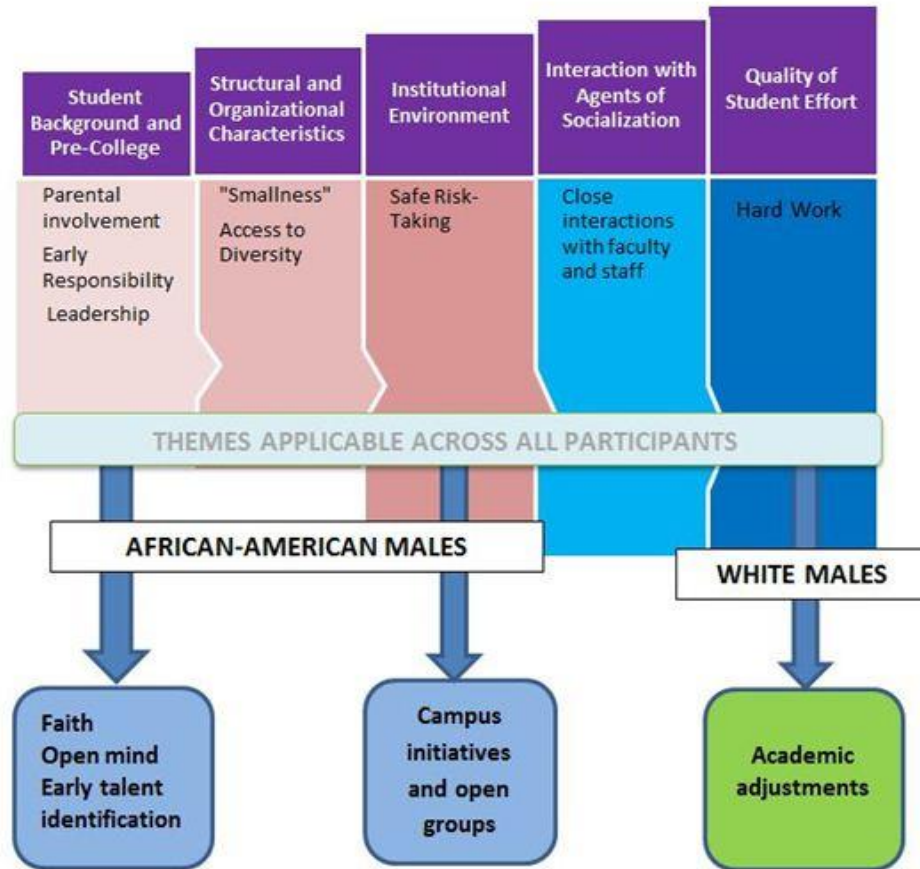 Student
Background and
Pre-College
Structural and
Organizational
Characteristics
Institutional
Environment
Interaction with
Agents of
Socialization
Quality of
Student Effort
Parental
involvement
Early
Responsibility
Leadership
"Smallness"
Access to
Diversity
Safe Risk-
Taking
Close
interactions
with faculty
and staff
Hard Work
THEMES APPLICABLE ACROSS ALL PARTICIPANTS
AFRICAN-AMERICAN MALES
WHITE MALES
Faith
Open mind
Early talent
identification
Campus
initiatives
and open
groups
Academic
adjustments